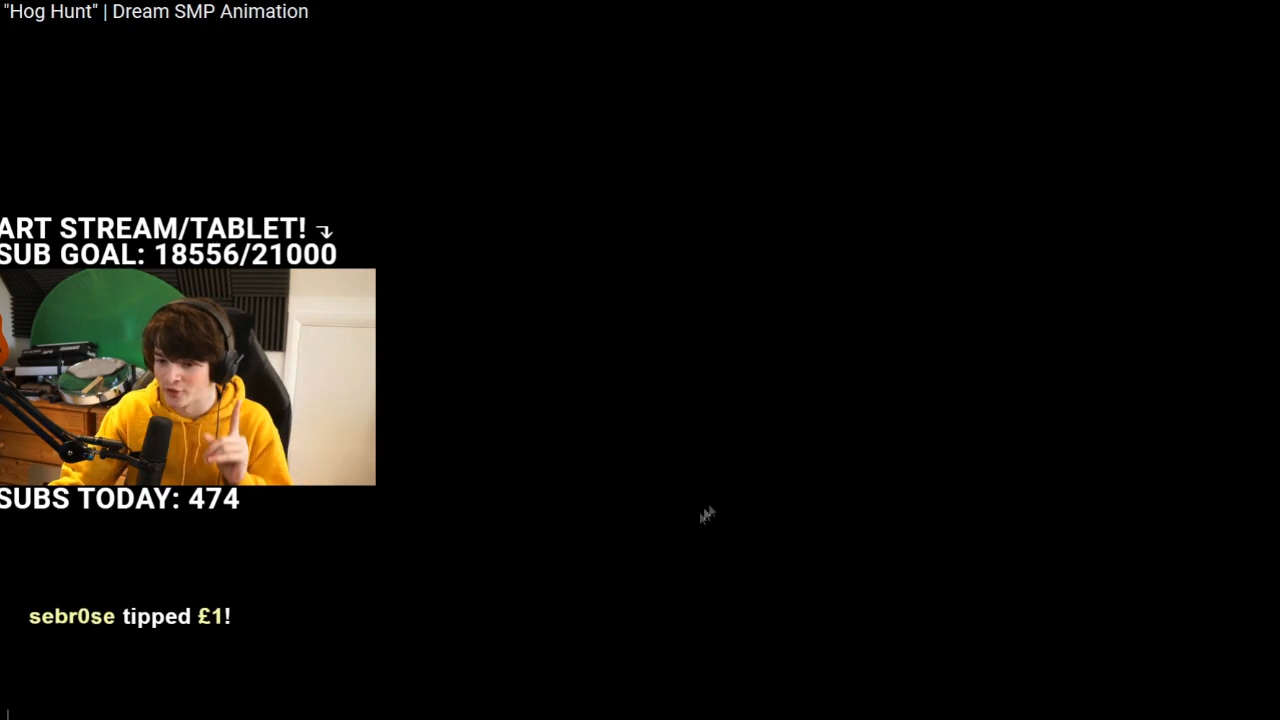 "Hog Hunt" | Dream SMP Animation
ART STREAM/TABLET! ⤵
SUB GOAL: 18556/21000
SUBS TODAY: 474
sebr0se tipped £1!